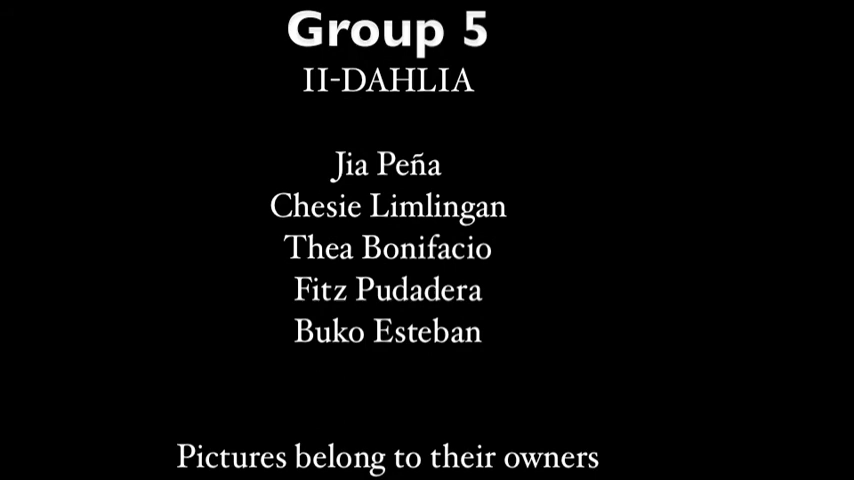 Group 5
II-DAHLIA
Jia Peña
Chesie Limlingan
Thea Bonifacio
Fitz Pudadera
Buko Esteban
Pictures belong to their owners